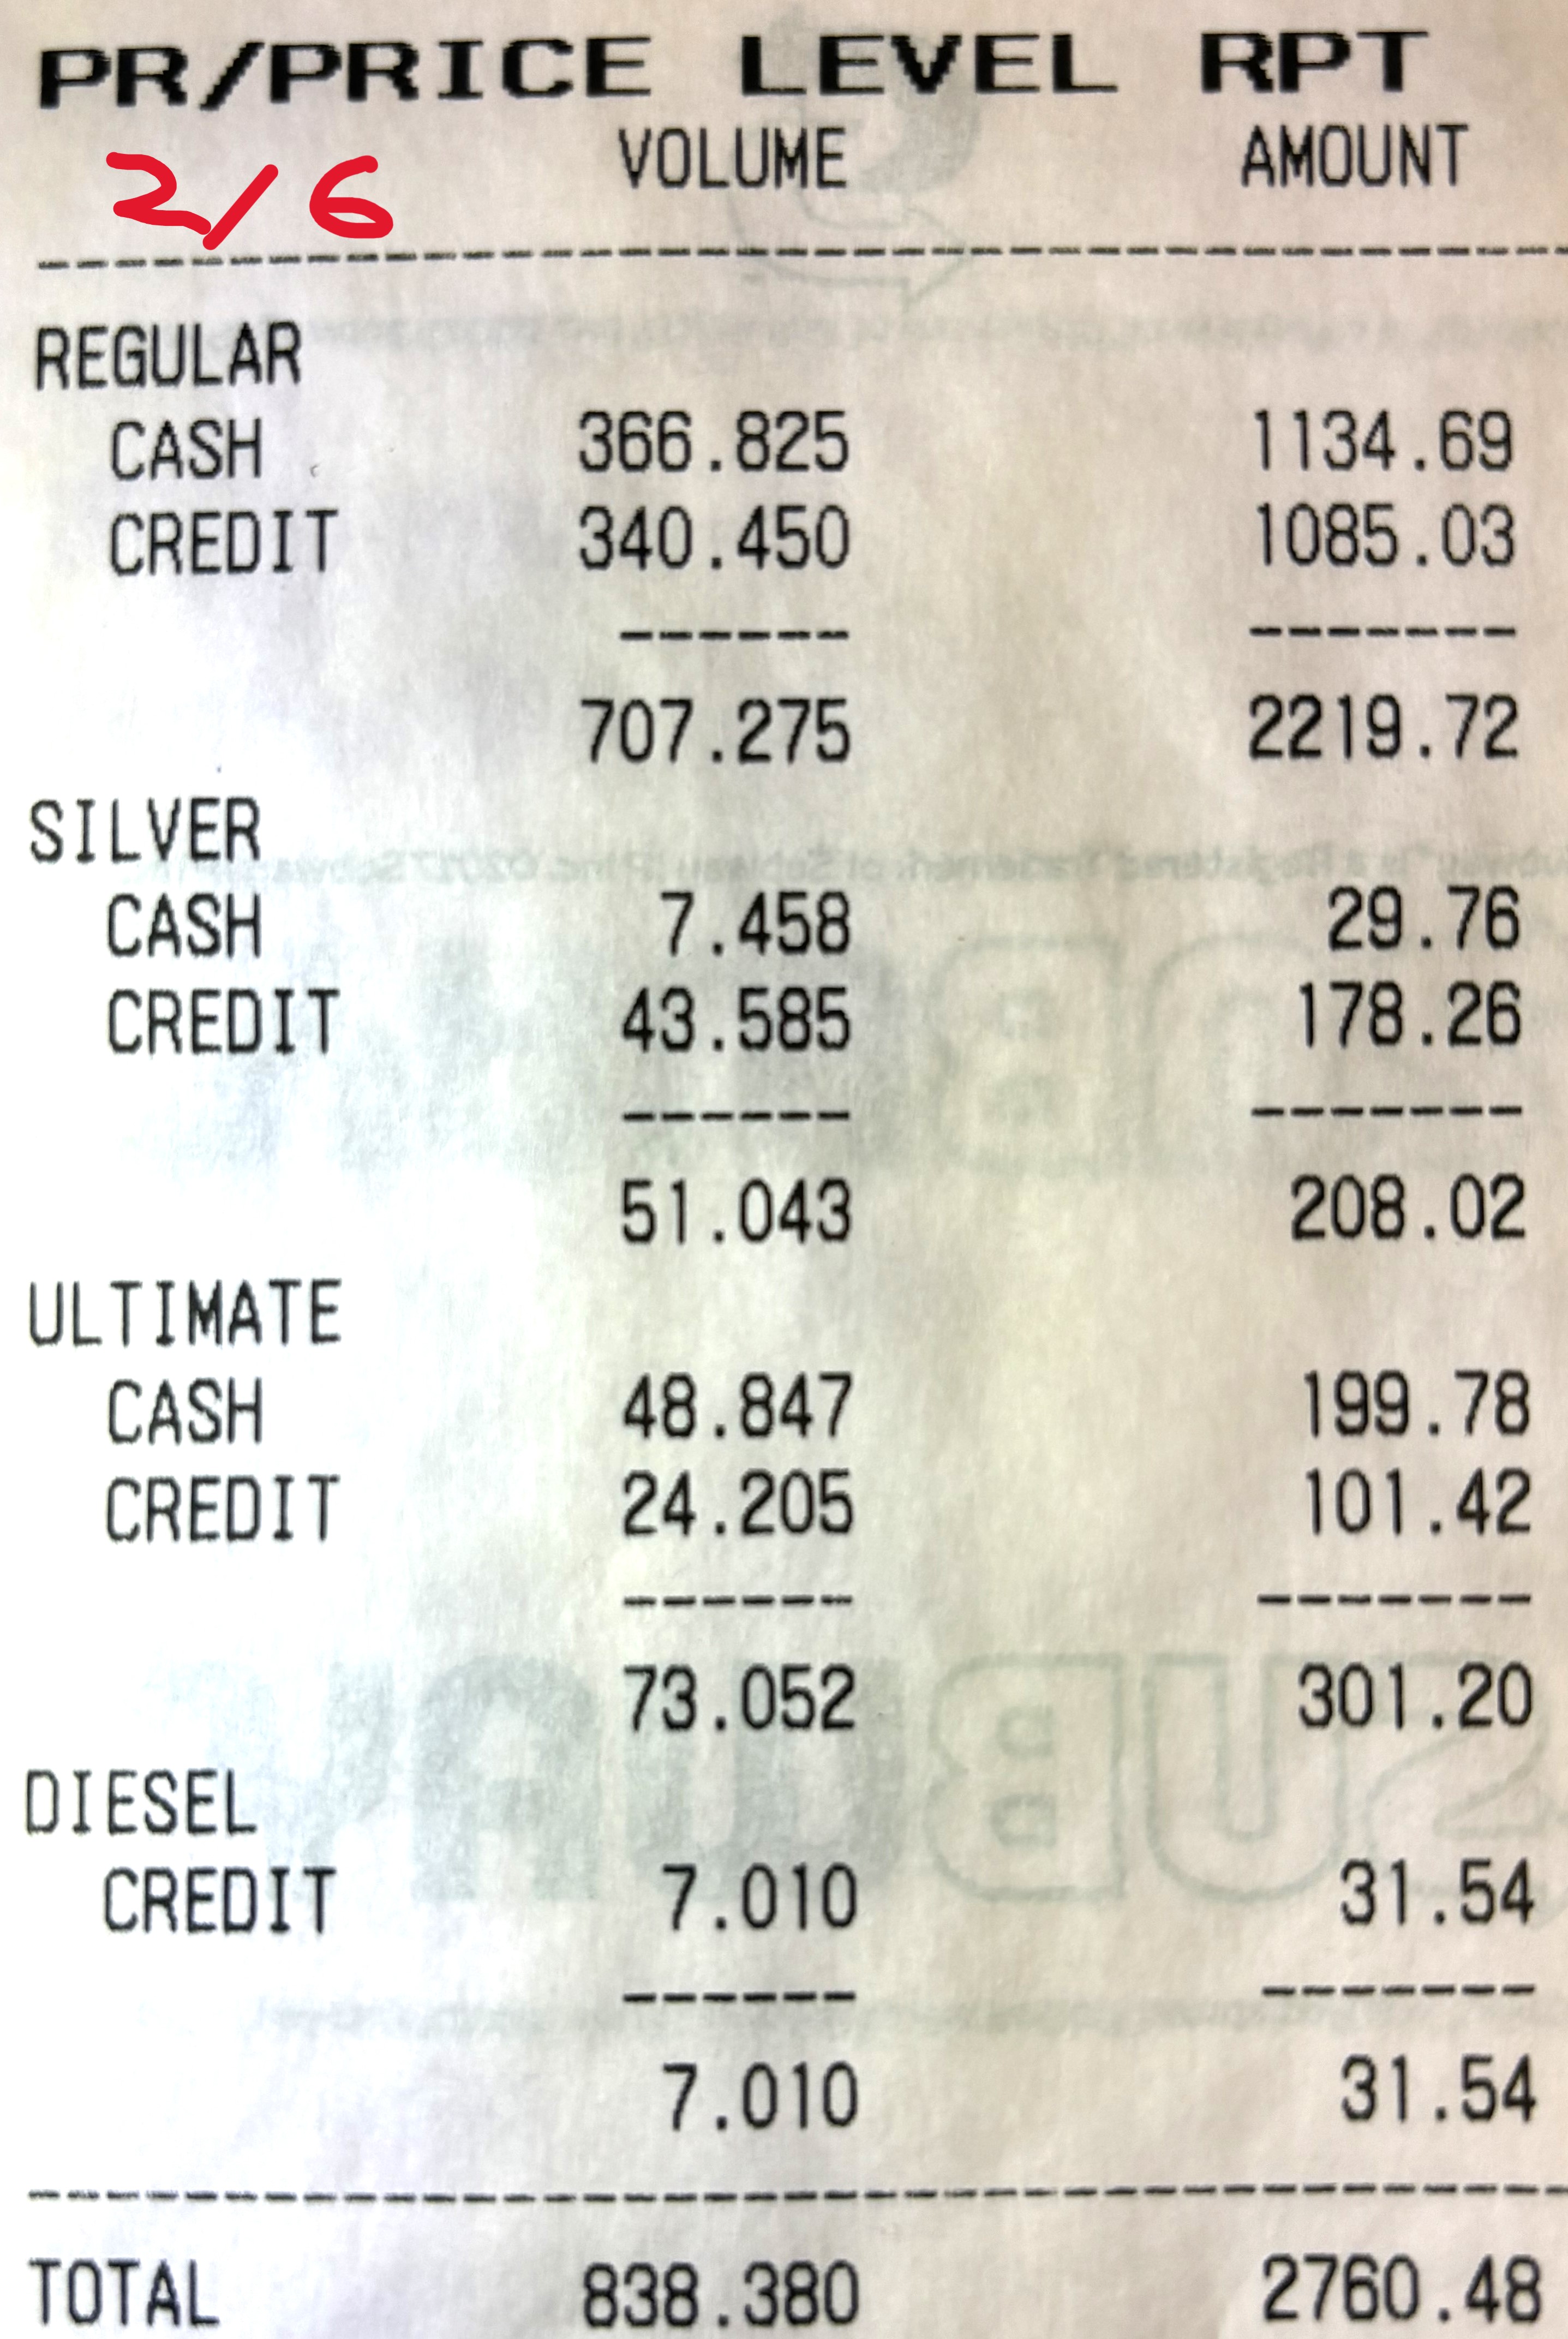 PR/PRICE LEVEL RPT
VOLUME AMOUNT
2/6
REGULAR
CASH 366.825 1134.69
CREDIT 340.450 1085.03
------ -------
707.275 2219.72
SILVER
CASH 7.458 29.76
CREDIT 43.585 178.26
------ -------
51.043 208.02
ULTIMATE
CASH 48.847 199.78
CREDIT 24.205 101.42
------ -------
73.052 301.20
DIESEL
CREDIT 7.010 31.54
------ -------
7.010 31.54
TOTAL 838.380 2760.48